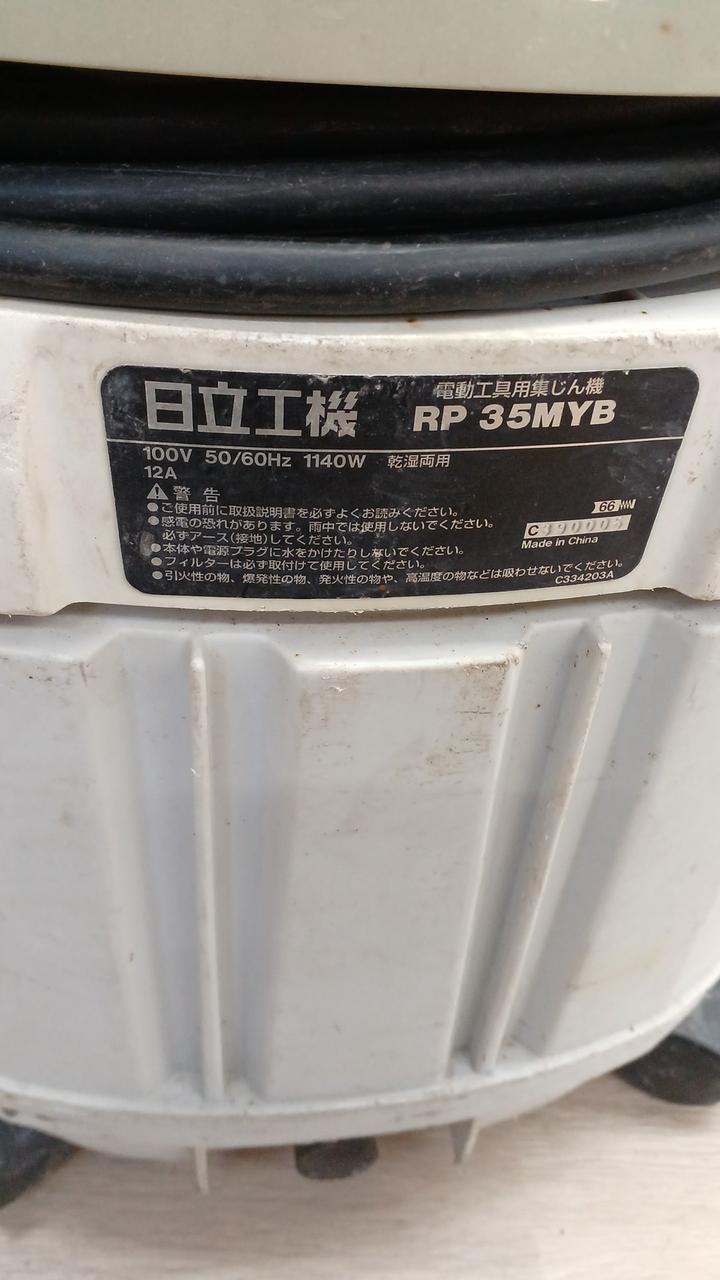 日立工機
電動工具用集じん機
RP 35MYB
100V 50/60Hz 1140W 乾湿両用
12A
警告
●ご使用前に取扱説明書を必ずよくお読みください。
●感電の恐れがあります。雨中では使用しないでください。
必ずアース(接地)してください。
●本体や電源プラグに水をかけたりしないでください。
●フィルターは必ず取付けて使用してください。
●引火性の物、爆発性の物、発火性の物や、高温度の物などは吸わせないでください。
66
Made in China
C334203A